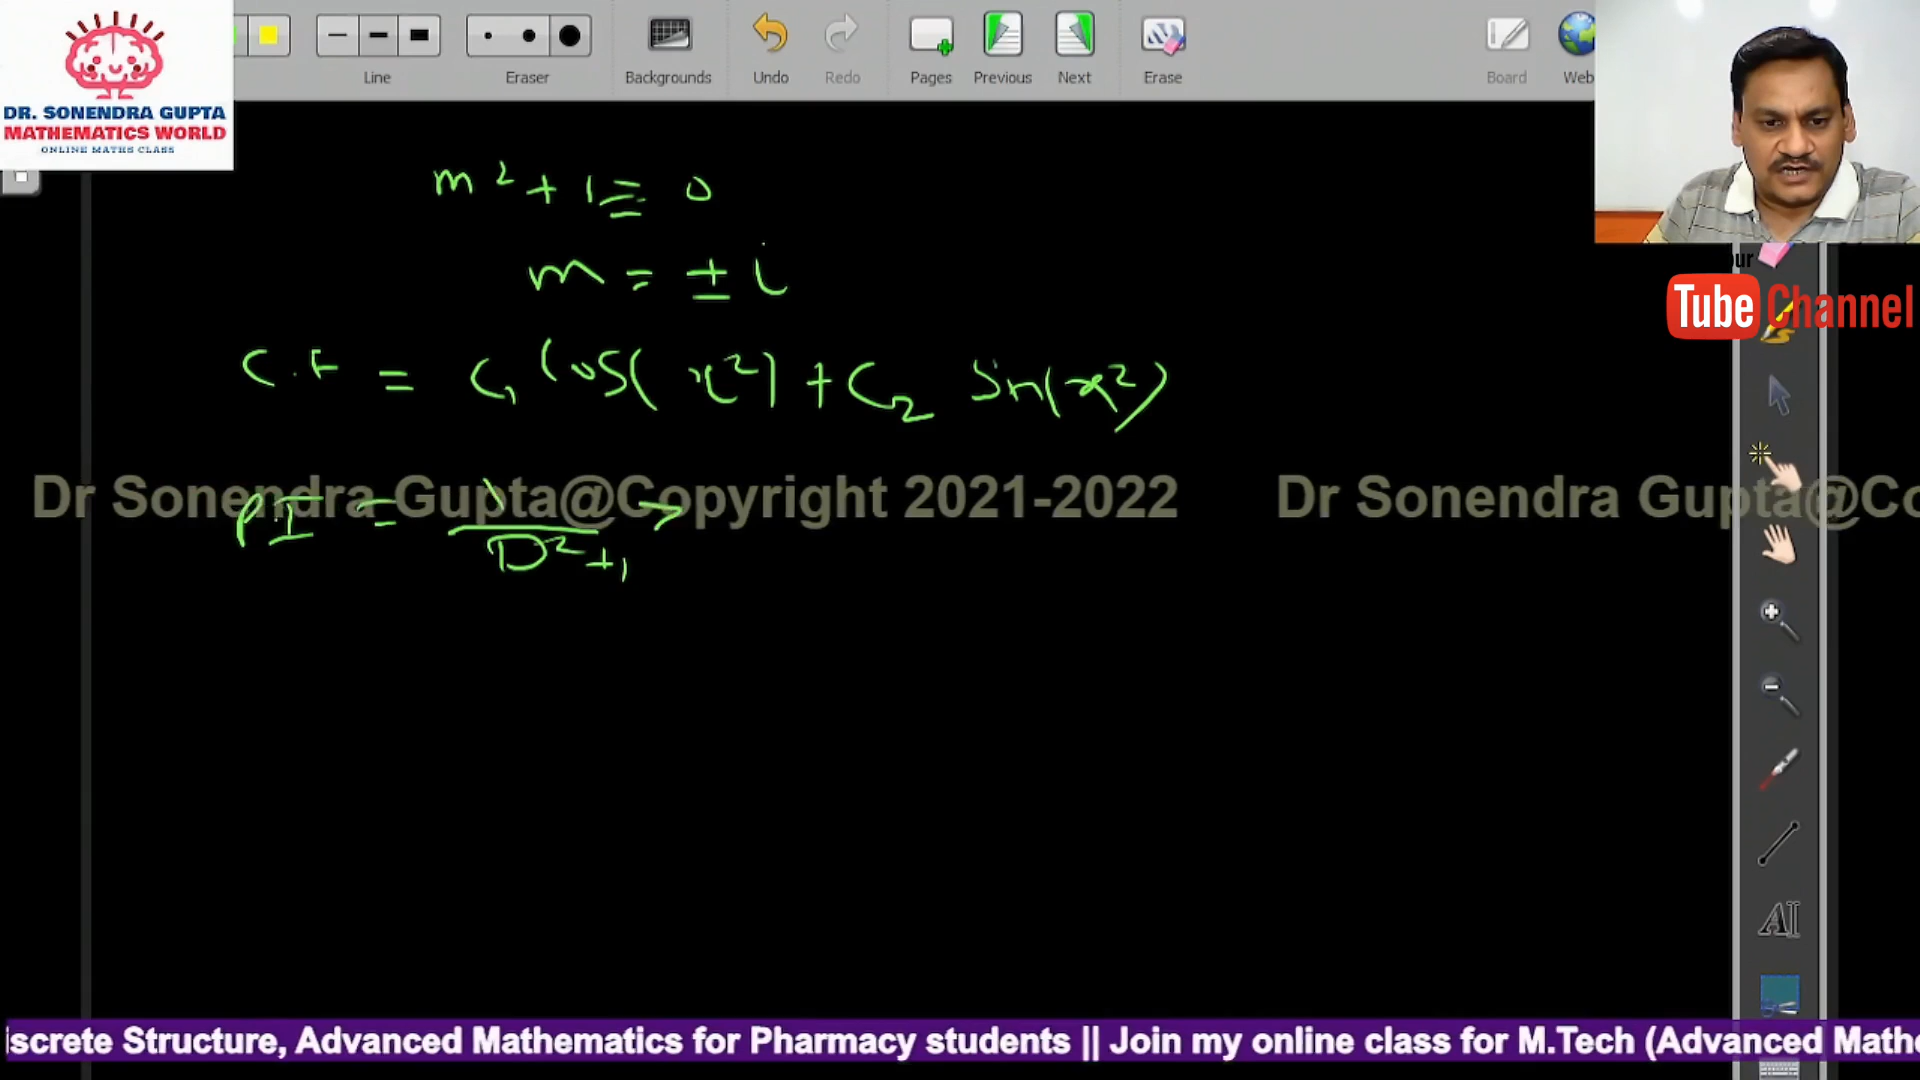 Line
Eraser
Backgrounds
Undo
Redo
Pages
Previous
Next
Erase
Board
Web
DR. SONENDRA GUPTA
MATHEMATICS WORLD
ONLINE MATHS CLASS
m² + 1 = 0
m = ± i
our
Tube Channel
C.F = C₁ Cos(x²) + C₂ Sin(x²)
Dr Sonendra Gupta@Copyright 2021-2022 Dr Sonendra Gupta@Co
PI = 1/(D²+1)
AI
iscrete Structure, Advanced Mathematics for Pharmacy students || Join my online class for M.Tech (Advanced Mathe